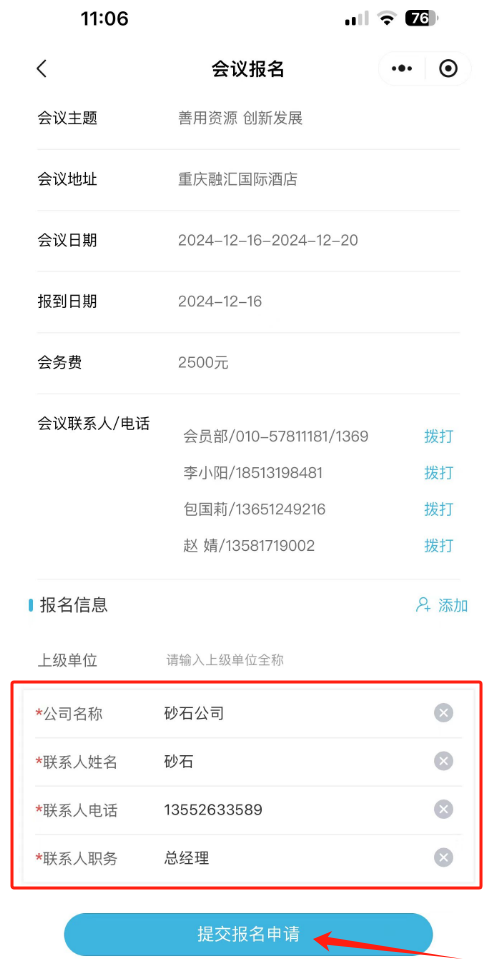 11:06
76
会议报名
会议主题 善用资源 创新发展
会议地址 重庆融汇国际酒店
会议日期 2024-12-16-2024-12-20
报到日期 2024-12-16
会务费 2500元
会议联系人/电话
会员部/010-57811181/1369 拨打
李小阳/18513198481 拨打
包国莉/13651249216 拨打
赵 婧/13581719002 拨打
报名信息 添加
上级单位 请输入上级单位全称
*公司名称 砂石公司
*联系人姓名 砂石
*联系人电话 13552633589
*联系人职务 总经理
提交报名申请